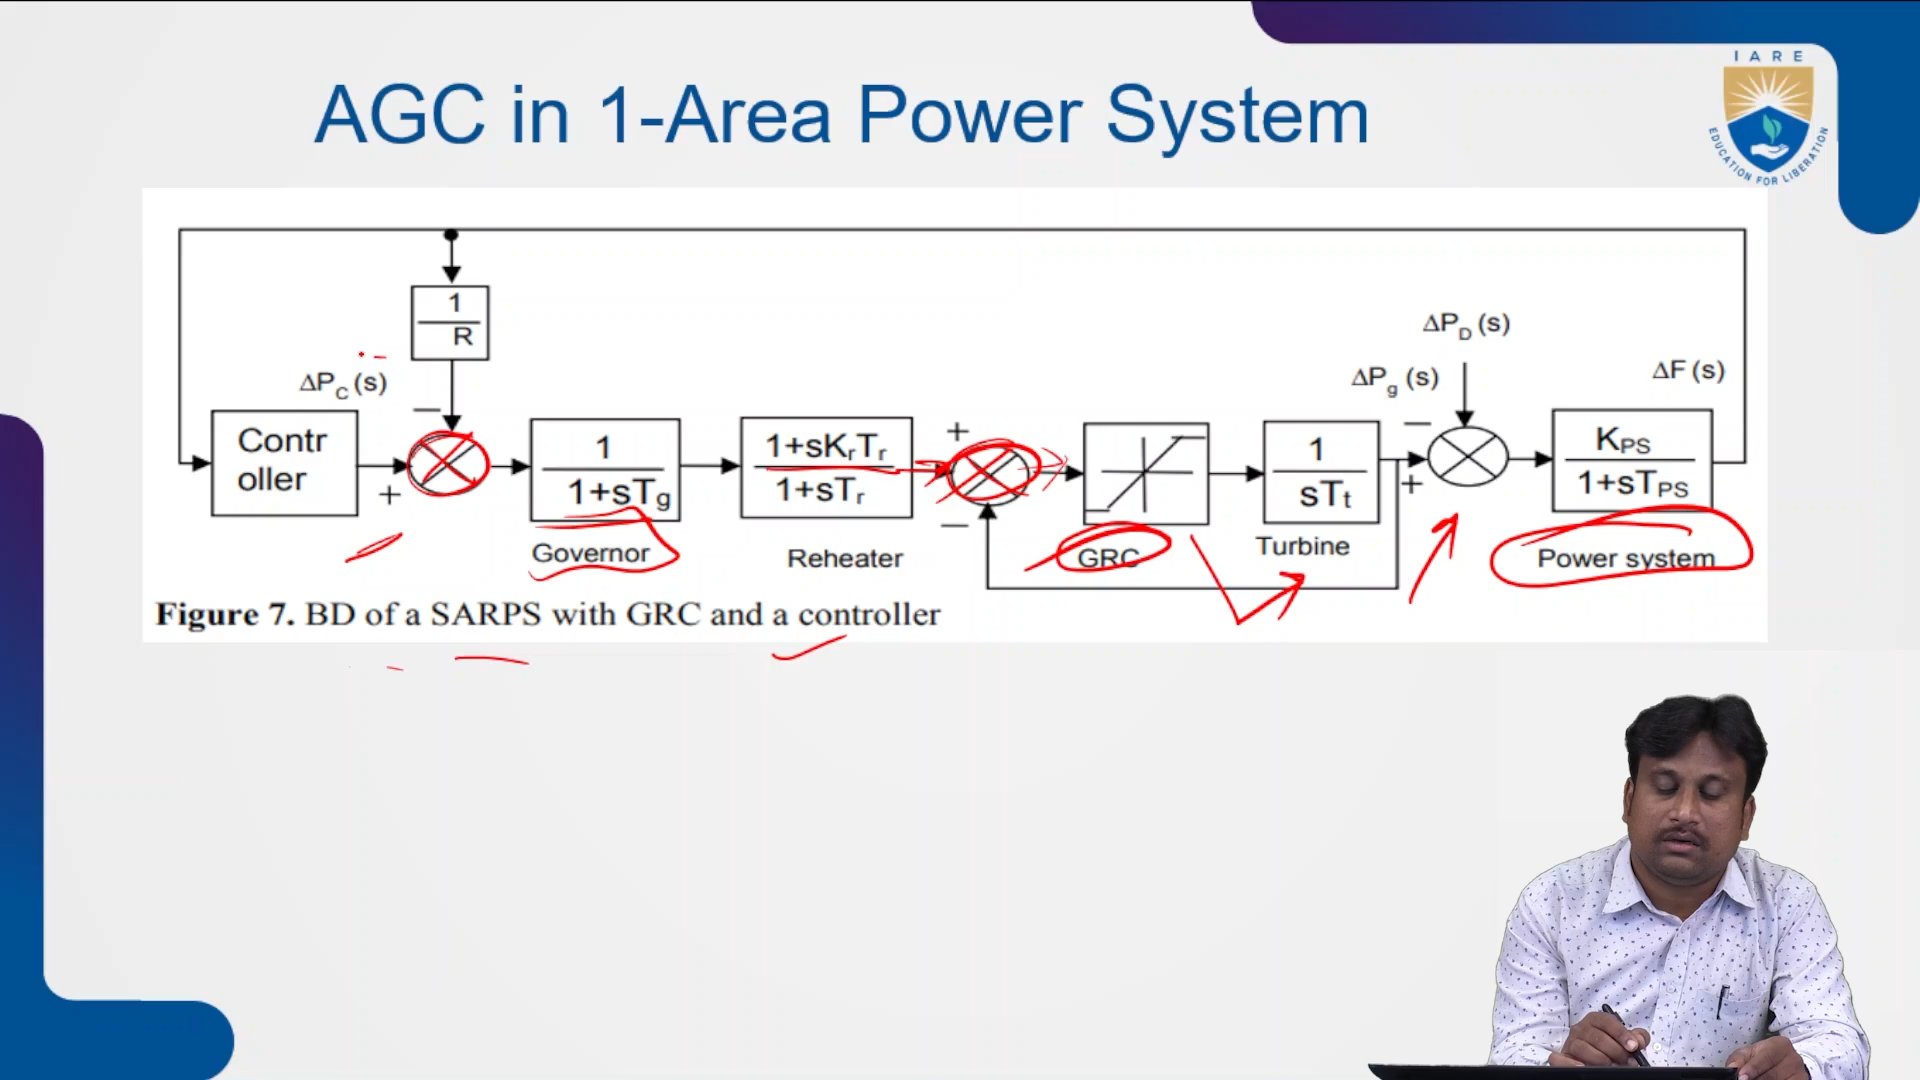 IARE
EDUCATION FOR LIBERATION
AGC in 1-Area Power System
1
R
ΔP_D (s)
ΔP_C (s)
ΔP_g (s)
ΔF (s)
−
+
−
Contr
oller
+
1
1+sT_g
1+sK_rT_r
1+sT_r
−
1
sT_t
+
K_PS
1+sT_PS
Governor
Reheater
GRC
Turbine
Power system
Figure 7. BD of a SARPS with GRC and a controller